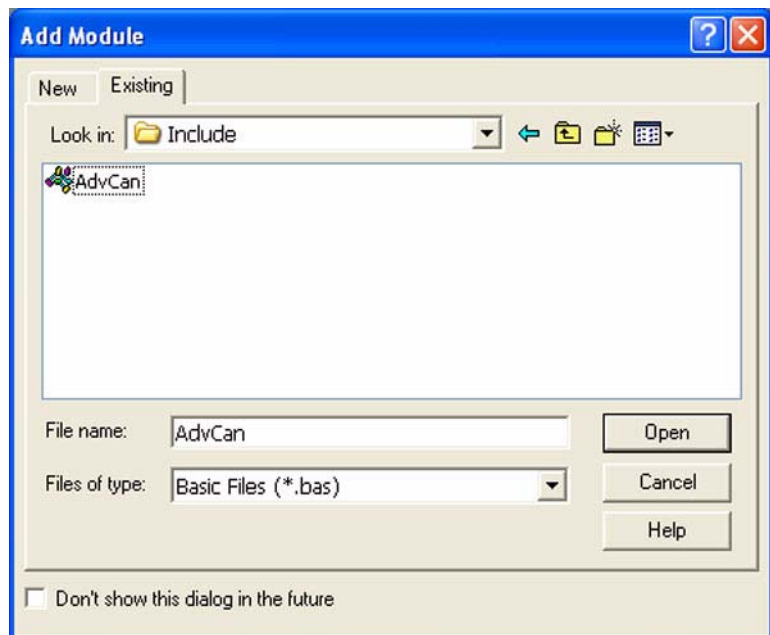 Add Module
New Existing
Look in: Include
AdvCan
File name: AdvCan Open
Files of type: Basic Files (*.bas) Cancel
Help
Don't show this dialog in the future